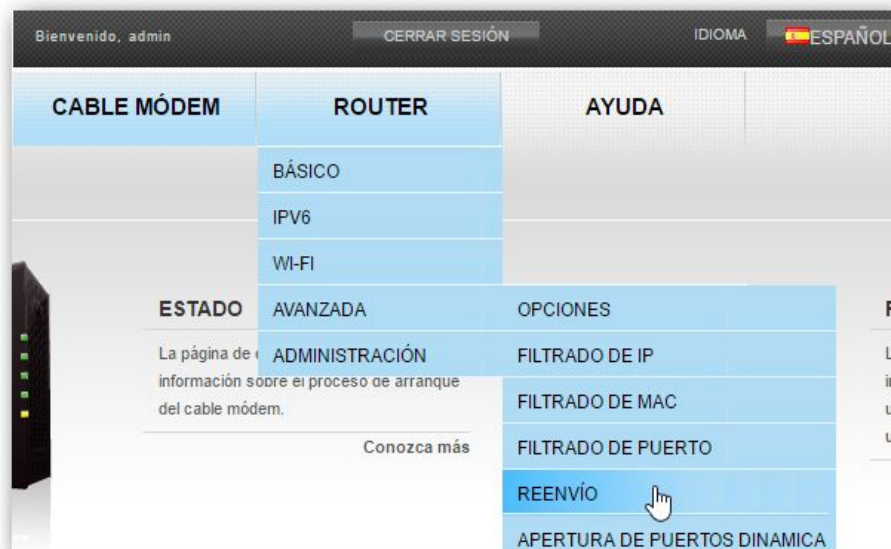 Bienvenido, admin
CERRAR SESIÓN
IDIOMA
ESPAÑOL
CABLE MÓDEM
ROUTER
AYUDA
BÁSICO
IPV6
WI-FI
AVANZADA
ADMINISTRACIÓN
OPCIONES
FILTRADO DE IP
FILTRADO DE MAC
FILTRADO DE PUERTO
REENVÍO
APERTURA DE PUERTOS DINAMICA
ESTADO
La página de
información sobre el proceso de arranque
del cable módem.
Conozca más